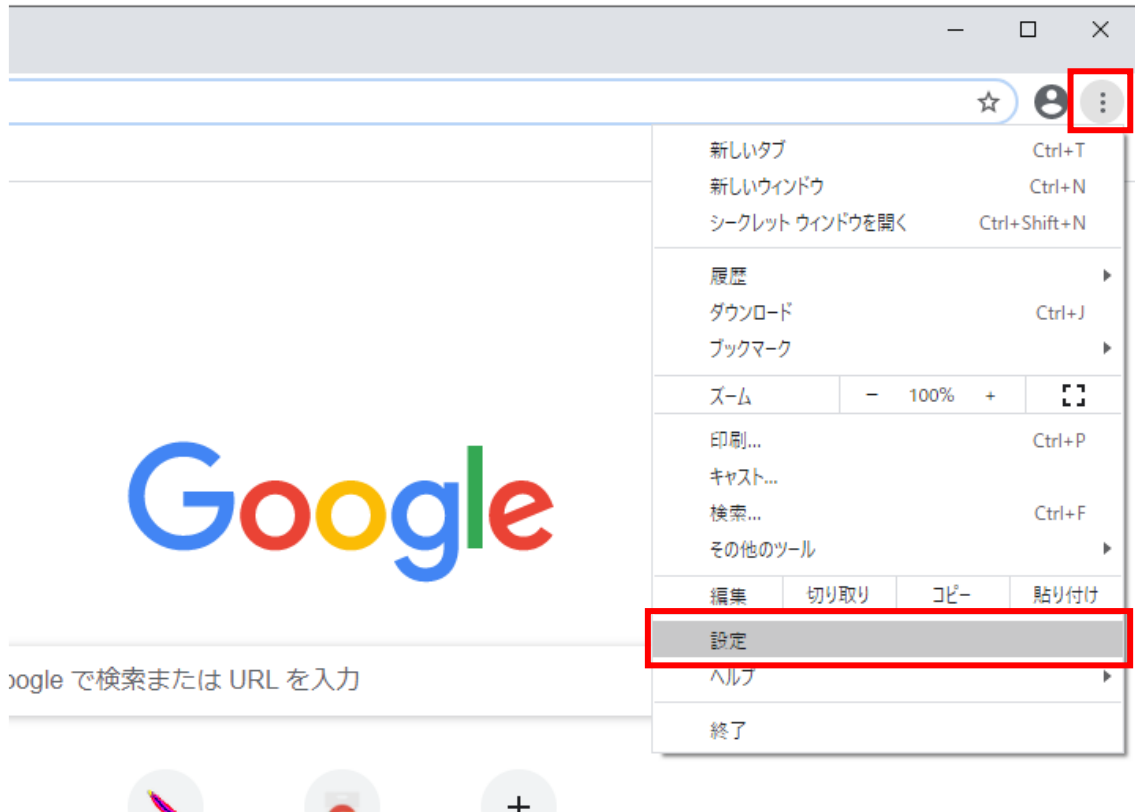 新しいタブ Ctrl+T
新しいウィンドウ Ctrl+N
シークレット ウィンドウを開く Ctrl+Shift+N
履歴
ダウンロード Ctrl+J
ブックマーク
ズーム － 100% +
印刷... Ctrl+P
キャスト...
検索... Ctrl+F
その他のツール
編集 切り取り コピー 貼り付け
設定
ヘルプ
終了
Google
oogle で検索または URL を入力